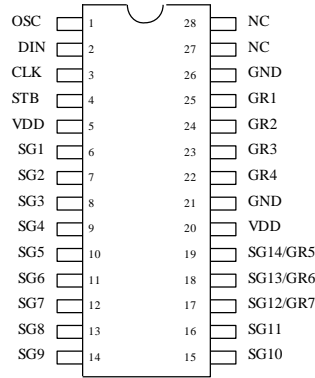 OSC 1 28 NC
DIN 2 27 NC
CLK 3 26 GND
STB 4 25 GR1
VDD 5 24 GR2
SG1 6 23 GR3
SG2 7 22 GR4
SG3 8 21 GND
SG4 9 20 VDD
SG5 10 19 SG14/GR5
SG6 11 18 SG13/GR6
SG7 12 17 SG12/GR7
SG8 13 16 SG11
SG9 14 15 SG10